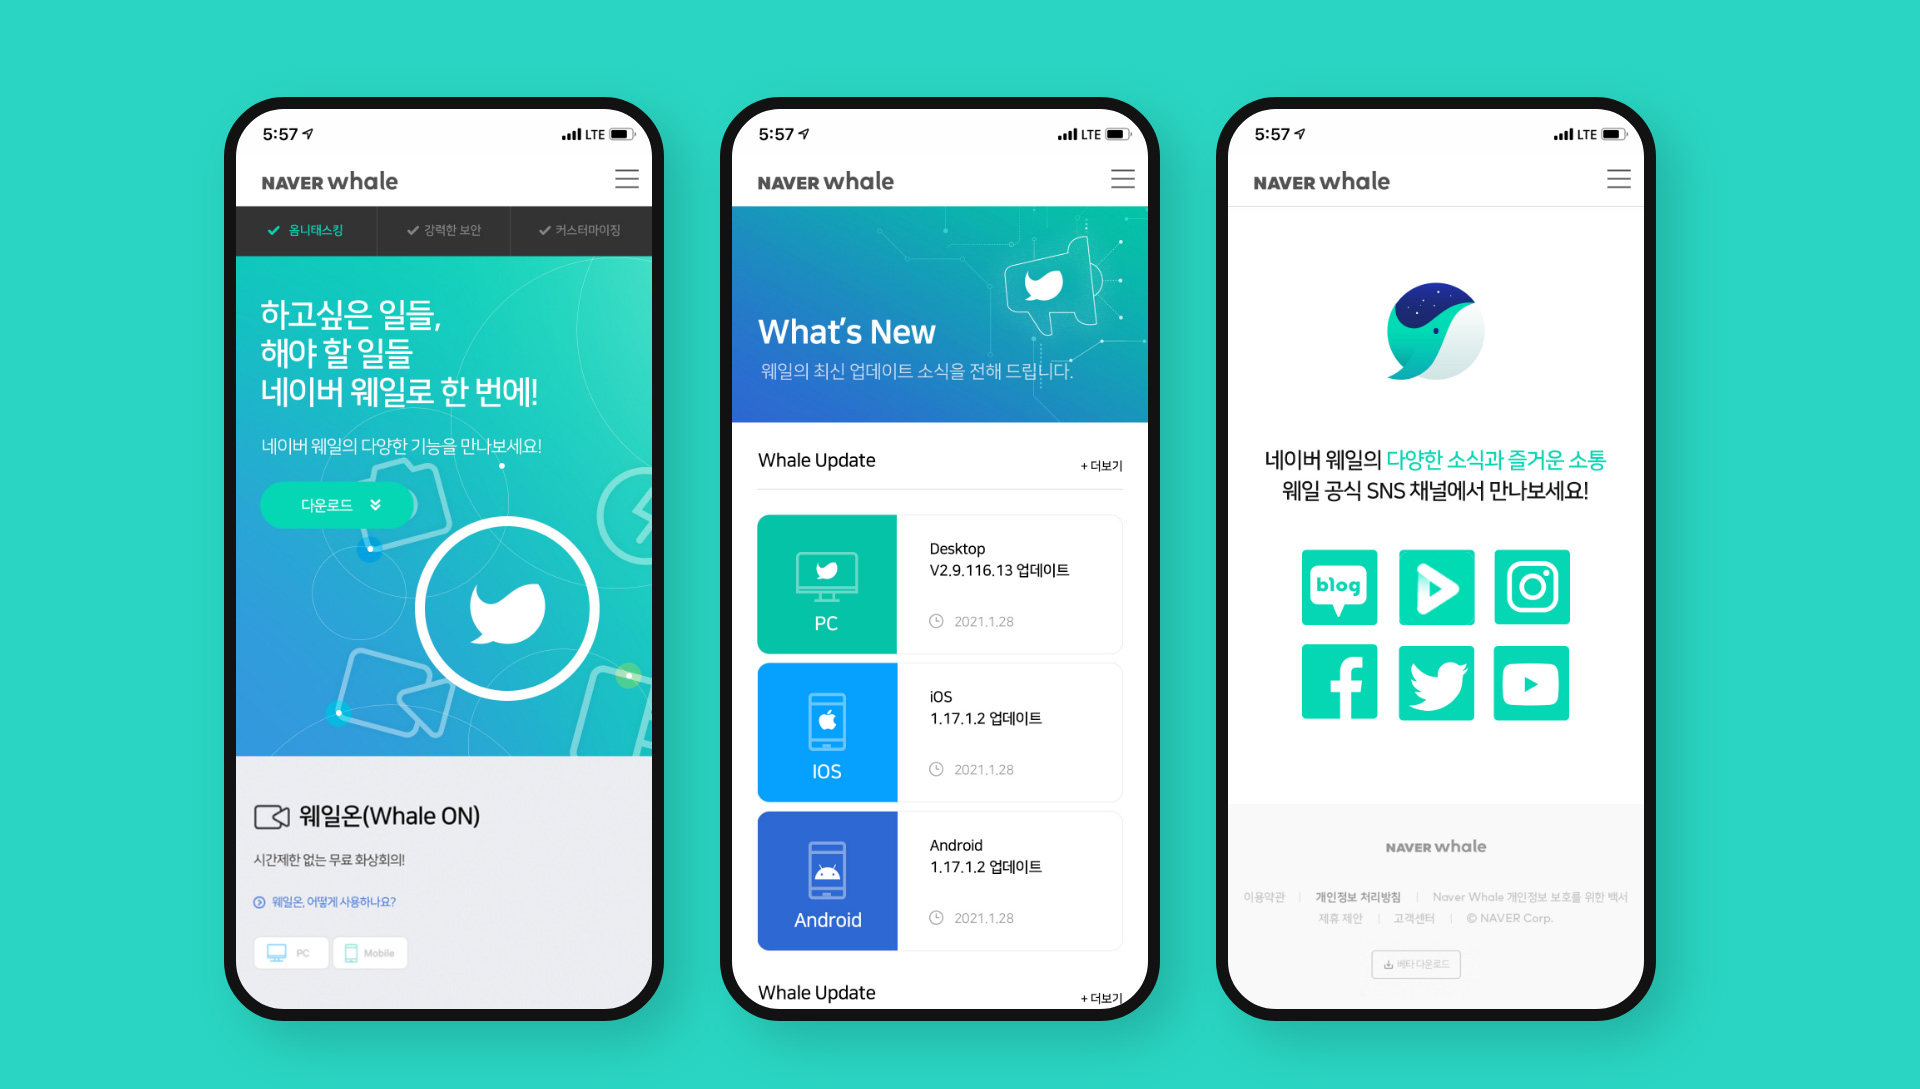 5:57 LTE
NAVER whale
옴니태스킹 강력한 보안 커스터마이징
하고싶은 일들,
해야 할 일들
네이버 웨일로 한 번에!
네이버 웨일의 다양한 기능을 만나보세요!
다운로드
웨일온(Whale ON)
시간제한 없는 무료 화상회의!
웨일온, 어떻게 사용하나요?
PC Mobile
5:57 LTE
NAVER whale
What's New
웨일의 최신 업데이트 소식을 전해 드립니다.
Whale Update + 더보기
PC
Desktop
V2.9.116.13 업데이트
2021.1.28
IOS
iOS
1.17.1.2 업데이트
2021.1.28
Android
Android
1.17.1.2 업데이트
2021.1.28
Whale Update + 더보기
5:57 LTE
NAVER whale
네이버 웨일의 다양한 소식과 즐거운 소통
웨일 공식 SNS 채널에서 만나보세요!
blog
NAVER whale
이용약관 | 개인정보 처리방침 | Naver Whale 개인정보 보호를 위한 백서
제휴 제안 | 고객센터 | © NAVER Corp.
베타 다운로드